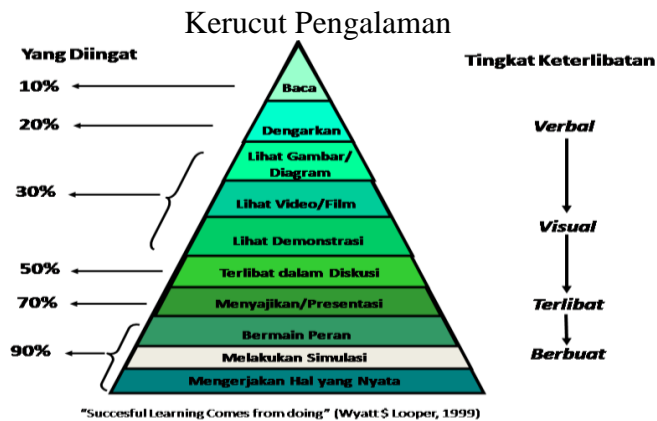 Kerucut Pengalaman
Yang Diingat
Tingkat Keterlibatan
10%
Baca
20%
Dengarkan
Verbal
Lihat Gambar/
Diagram
30%
Lihat Video/Film
Visual
Lihat Demonstrasi
50%
Terlibat dalam Diskusi
70%
Menyajikan/Presentasi
Terlibat
Bermain Peran
90%
Melakukan Simulasi
Berbuat
Mengerjakan Hal yang Nyata
"Succesful Learning Comes from doing" (Wyatt $ Looper, 1999)